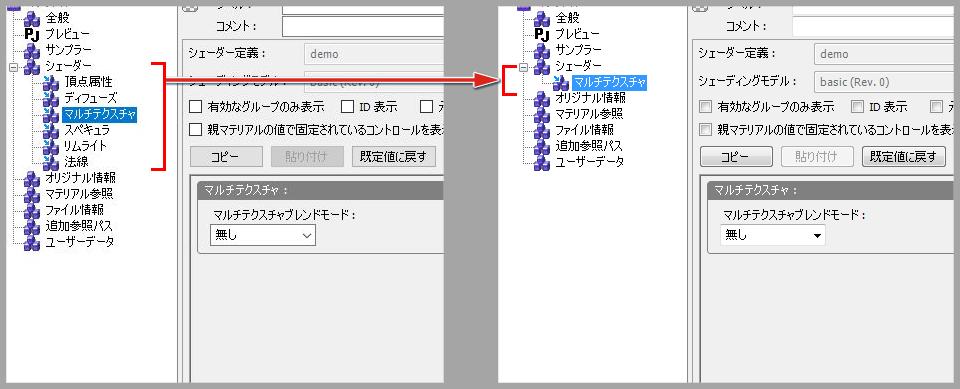 全般
プレビュー
サンプラー
シェーダー
頂点属性
ディフューズ
マルチテクスチャ
スペキュラ
リムライト
法線
オリジナル情報
マテリアル参照
ファイル情報
追加参照パス
ユーザーデータ
コメント：
シェーダー定義： demo
シェーディングモデル： basic (Rev. 0)
有効なグループのみ表示 ID 表示
親マテリアルの値で固定されているコントロールを表
コピー 貼り付け 既定値に戻す
マルチテクスチャ：
マルチテクスチャブレンドモード：
無し
全般
プレビュー
サンプラー
シェーダー
マルチテクスチャ
オリジナル情報
マテリアル参照
ファイル情報
追加参照パス
ユーザーデータ
コメント：
シェーダー定義： demo
シェーディングモデル： basic (Rev. 0)
有効なグループのみ表示 ID 表示
親マテリアルの値で固定されているコントロールを表
コピー 貼り付け 既定値に戻す
マルチテクスチャ：
マルチテクスチャブレンドモード：
無し